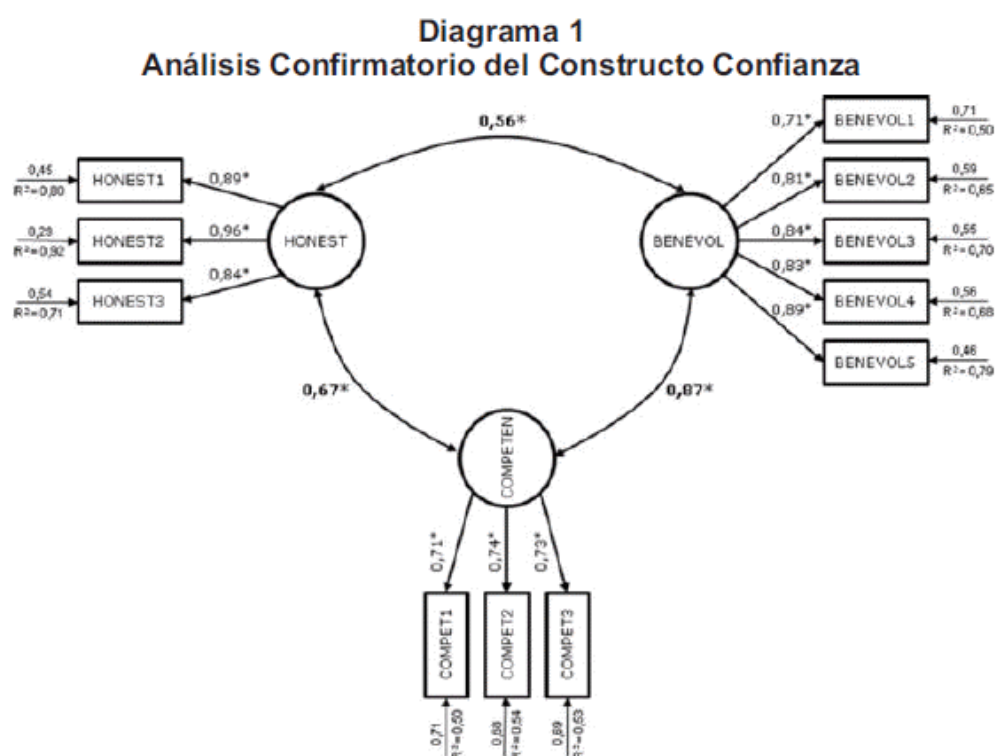 Diagrama 1
Análisis Confirmatorio del Constructo Confianza
0,56*
0,45
R²=0,80
HONEST1
0,89*
0,29
R²=0,92
HONEST2
0,96*
0,54
R²=0,71
HONEST3
0,84*
HONEST
BENEVOL
0,71*
BENEVOL1
0,71
R²=0,50
0,81*
BENEVOL2
0,59
R²=0,65
0,84*
BENEVOL3
0,55
R²=0,70
0,83*
BENEVOL4
0,56
R²=0,68
0,89*
BENEVOL5
0,46
R²=0,79
0,67*
0,87*
COMPETEN
0,71*
0,74*
0,73*
COMPET1
COMPET2
COMPET3
0,71
R²=0,50
0,68
R²=0,54
0,69
R²=0,53